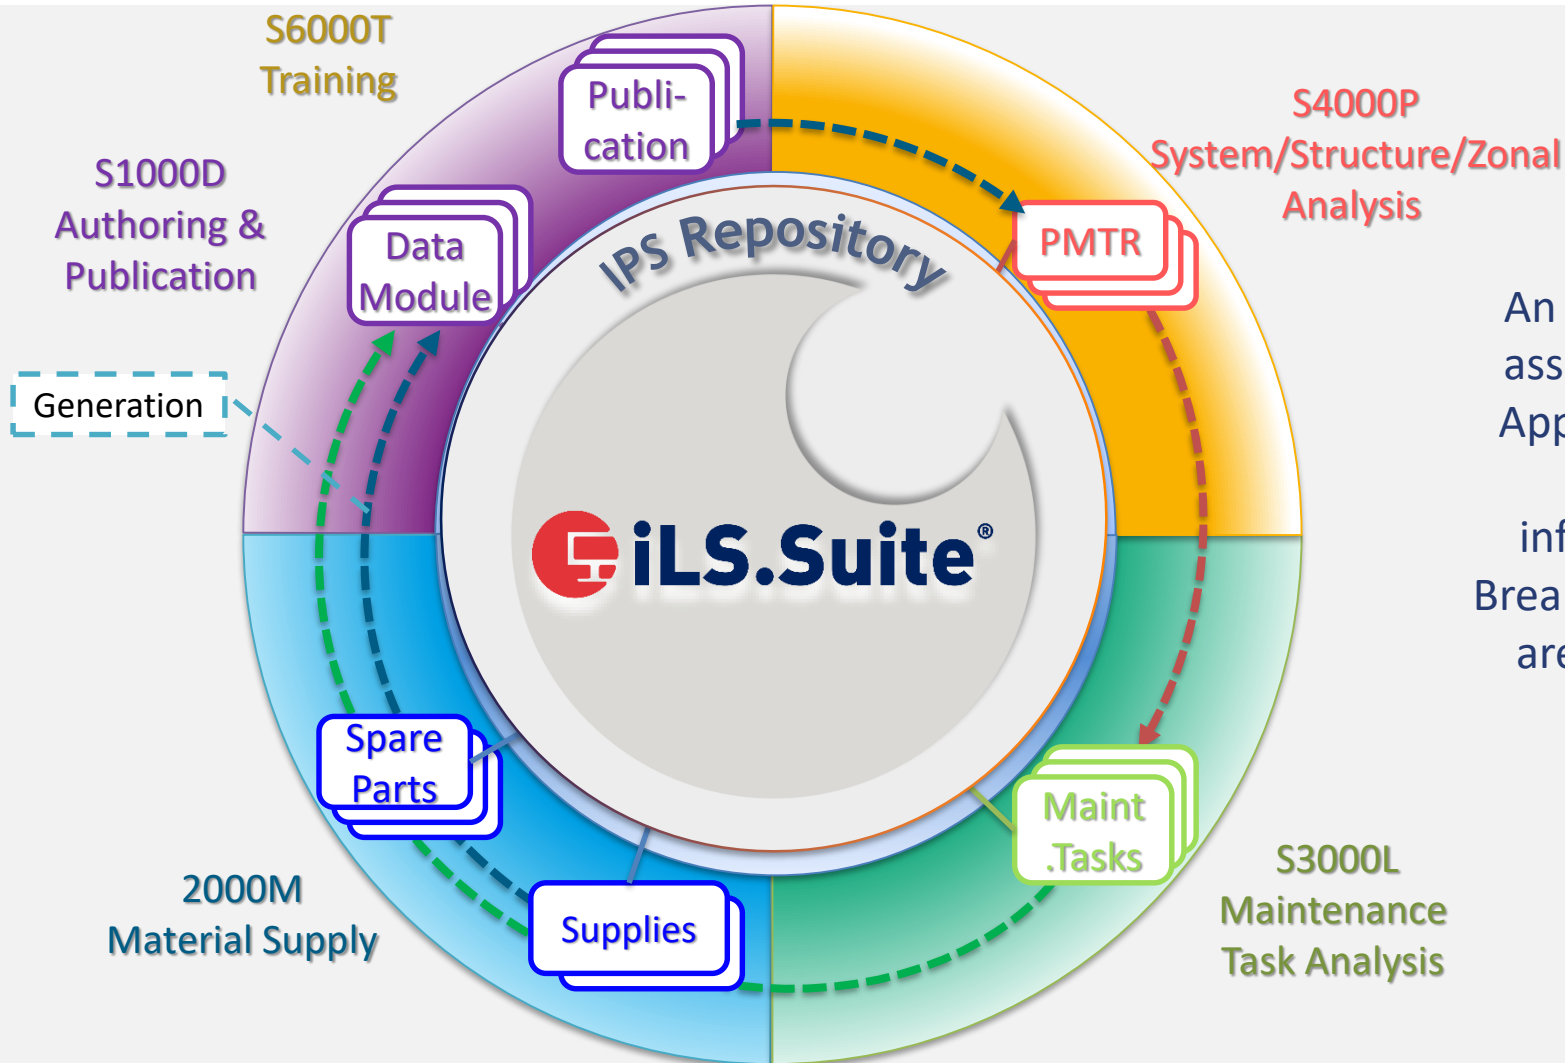 S6000T
Training
Publi-
cation
S4000P
System/Structure/Zonal
Analysis
S1000D
Authoring &
Publication
Data
Module
IPS Repository
PMTR
Generation
An
ass
App
inf
Brea
are
iLS.Suite®
Spare
Parts
Maint
.Tasks
2000M
Material Supply
Supplies
S3000L
Maintenance
Task Analysis